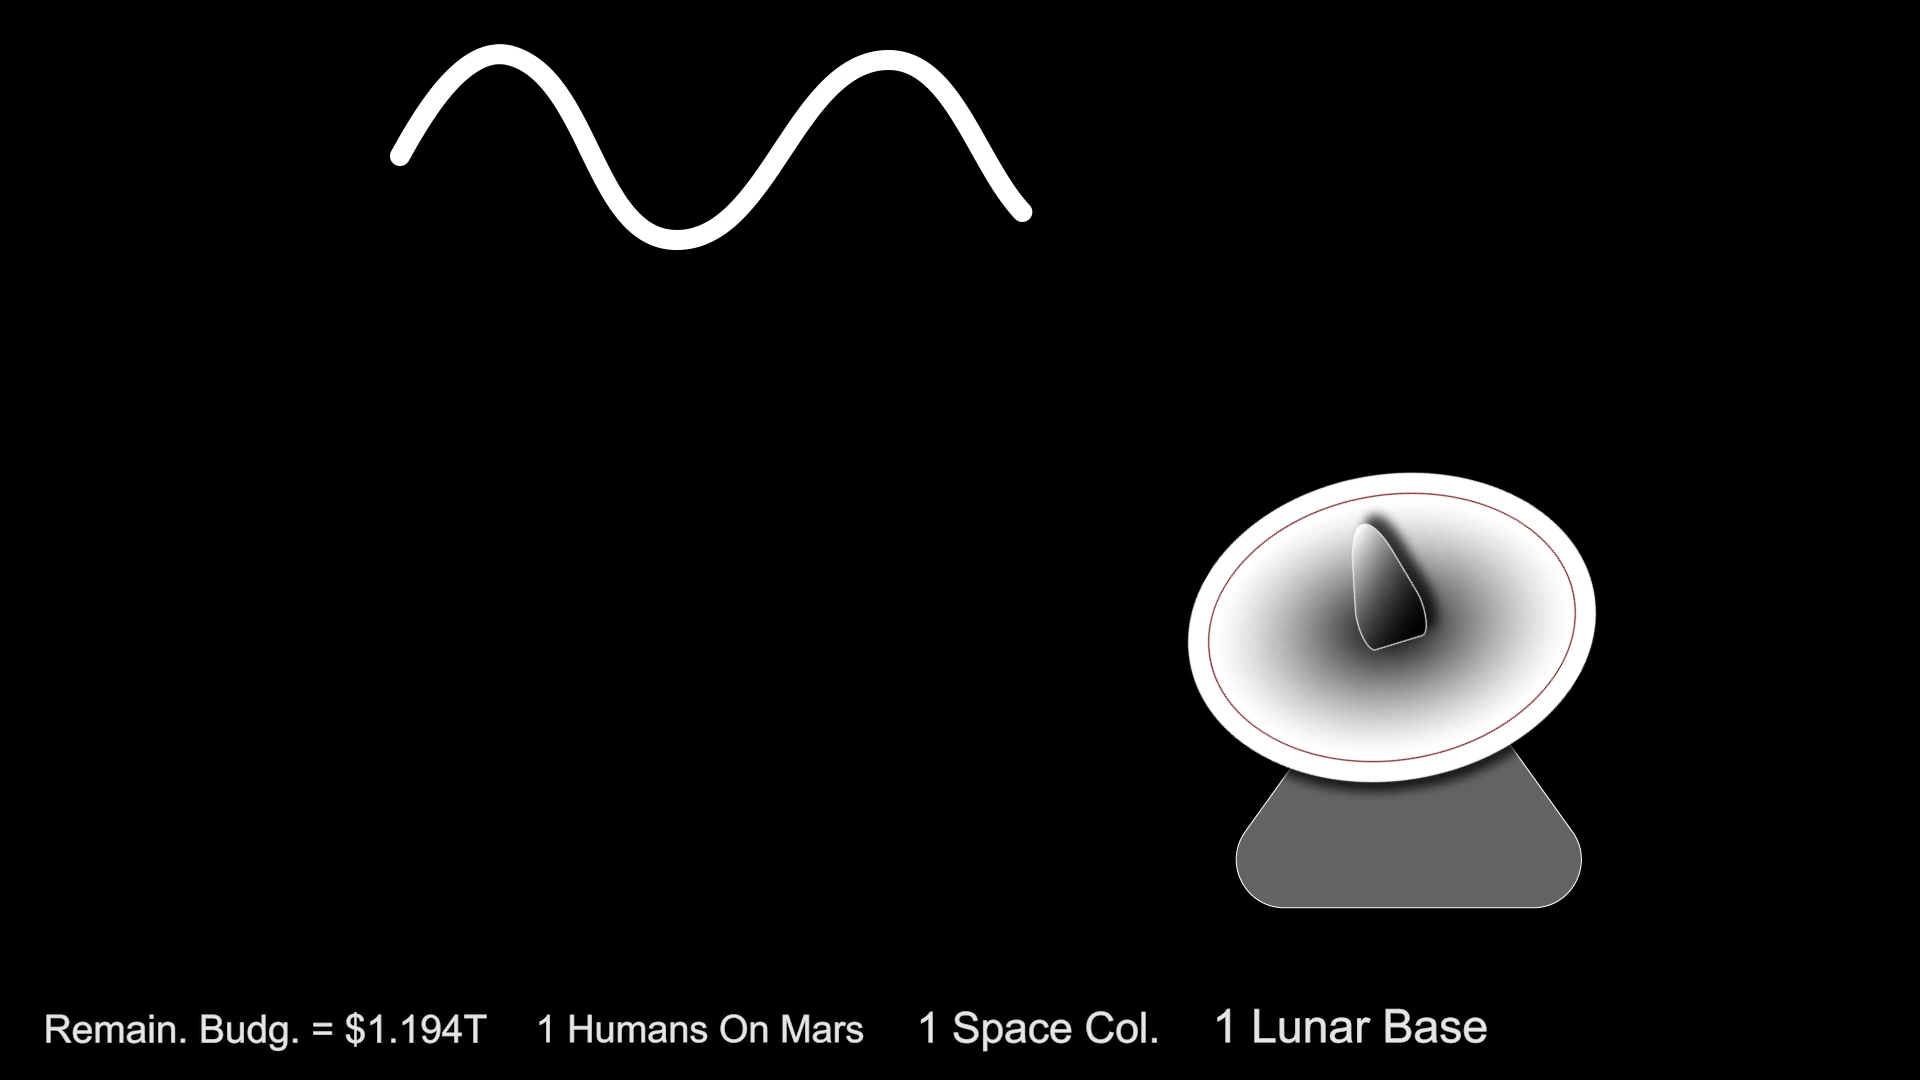 Remain. Budg. = $1.194T 1 Humans On Mars 1 Space Col. 1 Lunar Base